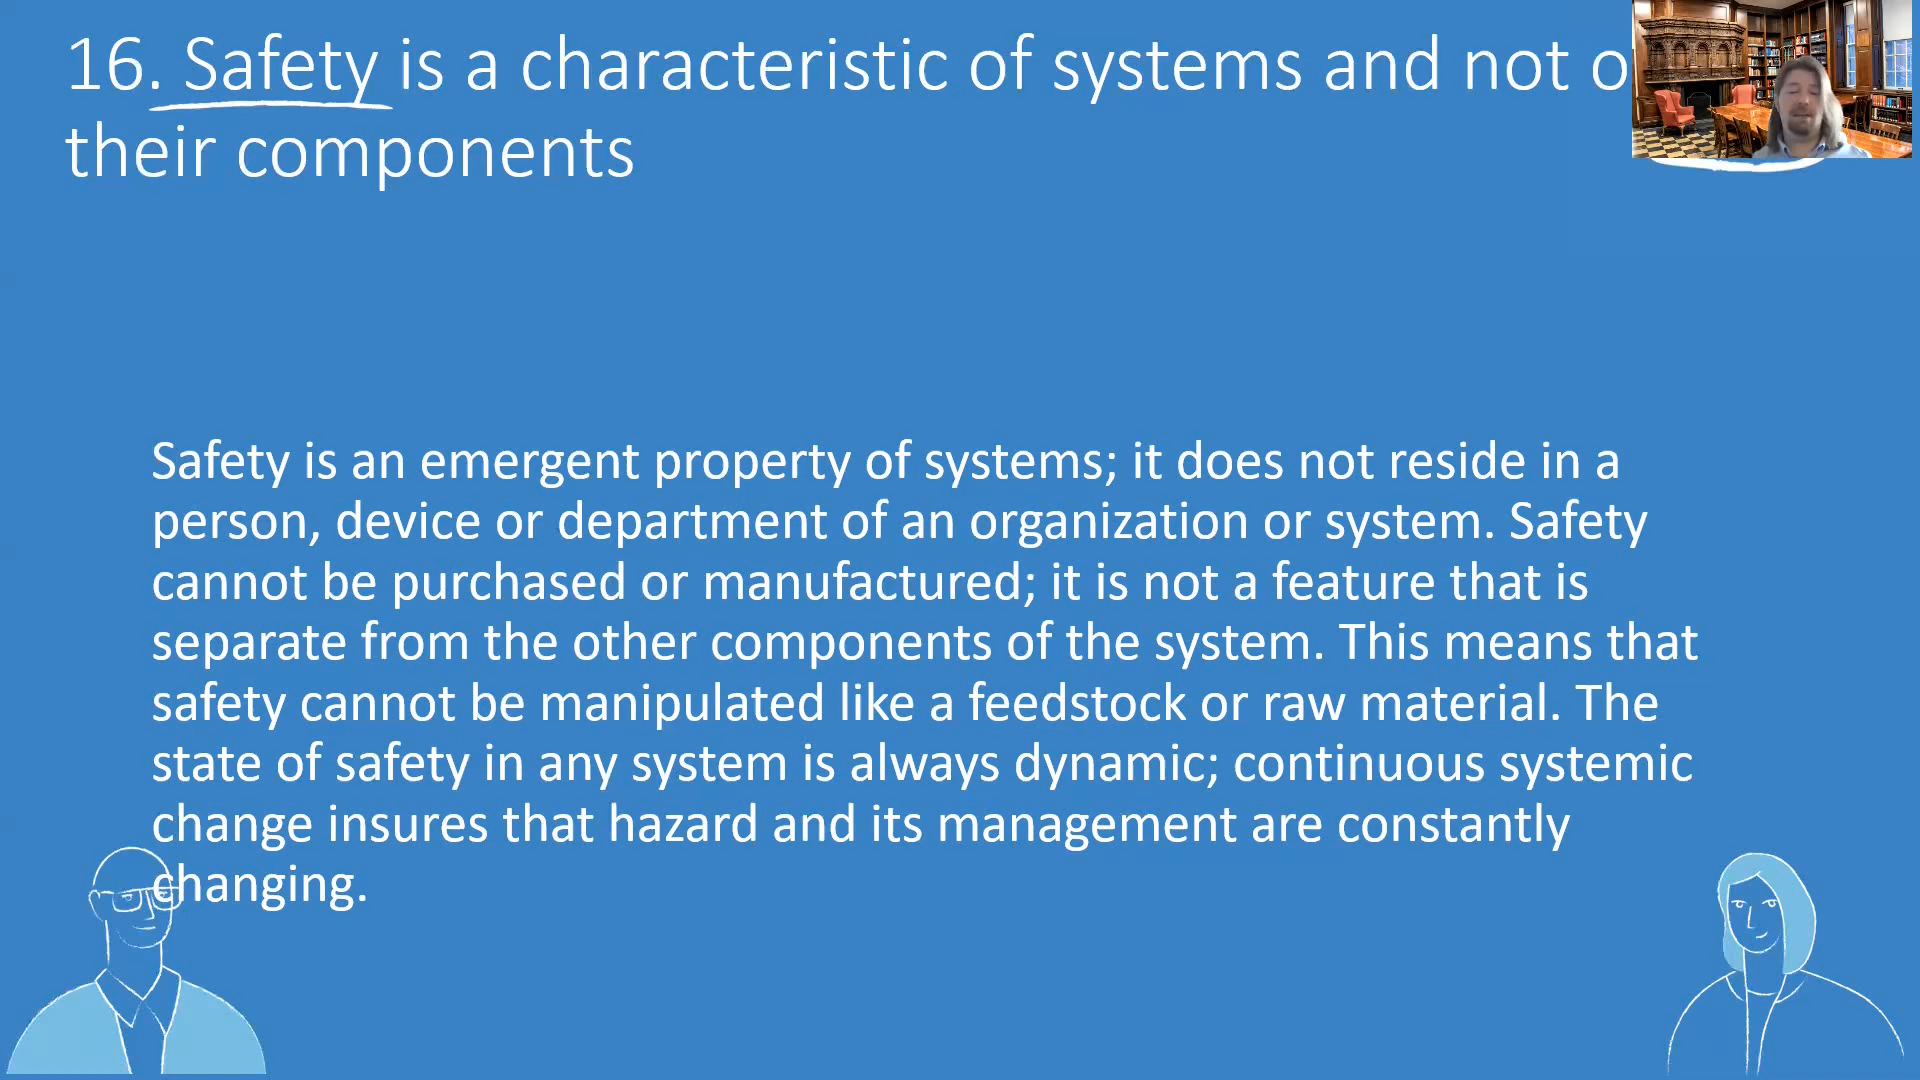 16. Safety is a characteristic of systems and not o
their components
Safety is an emergent property of systems; it does not reside in a
person, device or department of an organization or system. Safety
cannot be purchased or manufactured; it is not a feature that is
separate from the other components of the system. This means that
safety cannot be manipulated like a feedstock or raw material. The
state of safety in any system is always dynamic; continuous systemic
change insures that hazard and its management are constantly
changing.